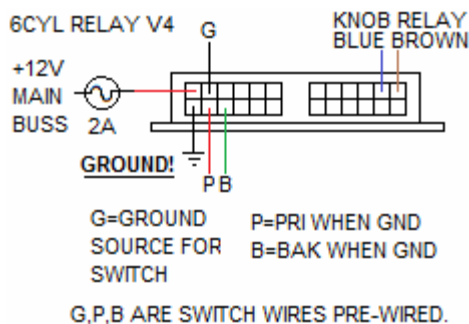 6CYL RELAY V4
G
KNOB RELAY
BLUE BROWN
+12V
MAIN
BUSS
2A
GROUND!
P B
G=GROUND
SOURCE FOR
SWITCH
P=PRI WHEN GND
B=BAK WHEN GND
G,P,B ARE SWITCH WIRES PRE-WIRED.